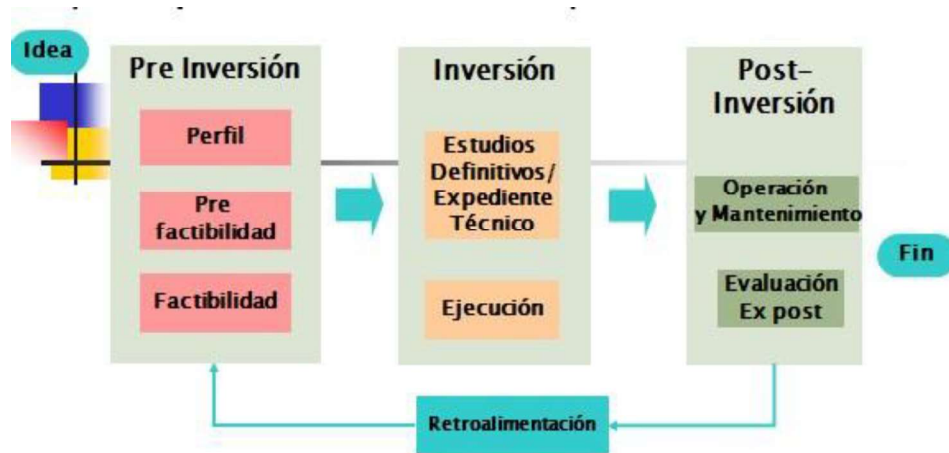 Idea
Pre Inversión
Perfil
Pre
factibilidad
Factibilidad
Inversión
Estudios
Definitivos/
Expediente
Técnico
Ejecución
Post-
Inversión
Operación
y Mantenimiento
Evaluación
Ex post
Fin
Retroalimentación